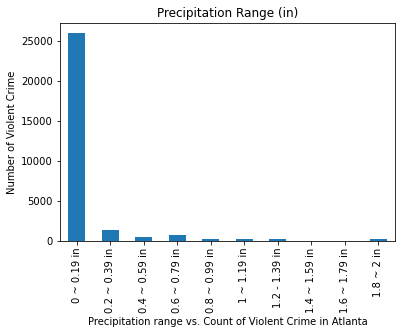 Precipitation Range (in)
25000
20000
15000
10000
5000
0
Number of Violent Crime
0 ~ 0.19 in
0.2 ~ 0.39 in
0.4 ~ 0.59 in
0.6 ~ 0.79 in
0.8 ~ 0.99 in
1 ~ 1.19 in
1.2 - 1.39 in
1.4 ~ 1.59 in
1.6 ~ 1.79 in
1.8 ~ 2 in
Precipitation range vs. Count of Violent Crime in Atlanta